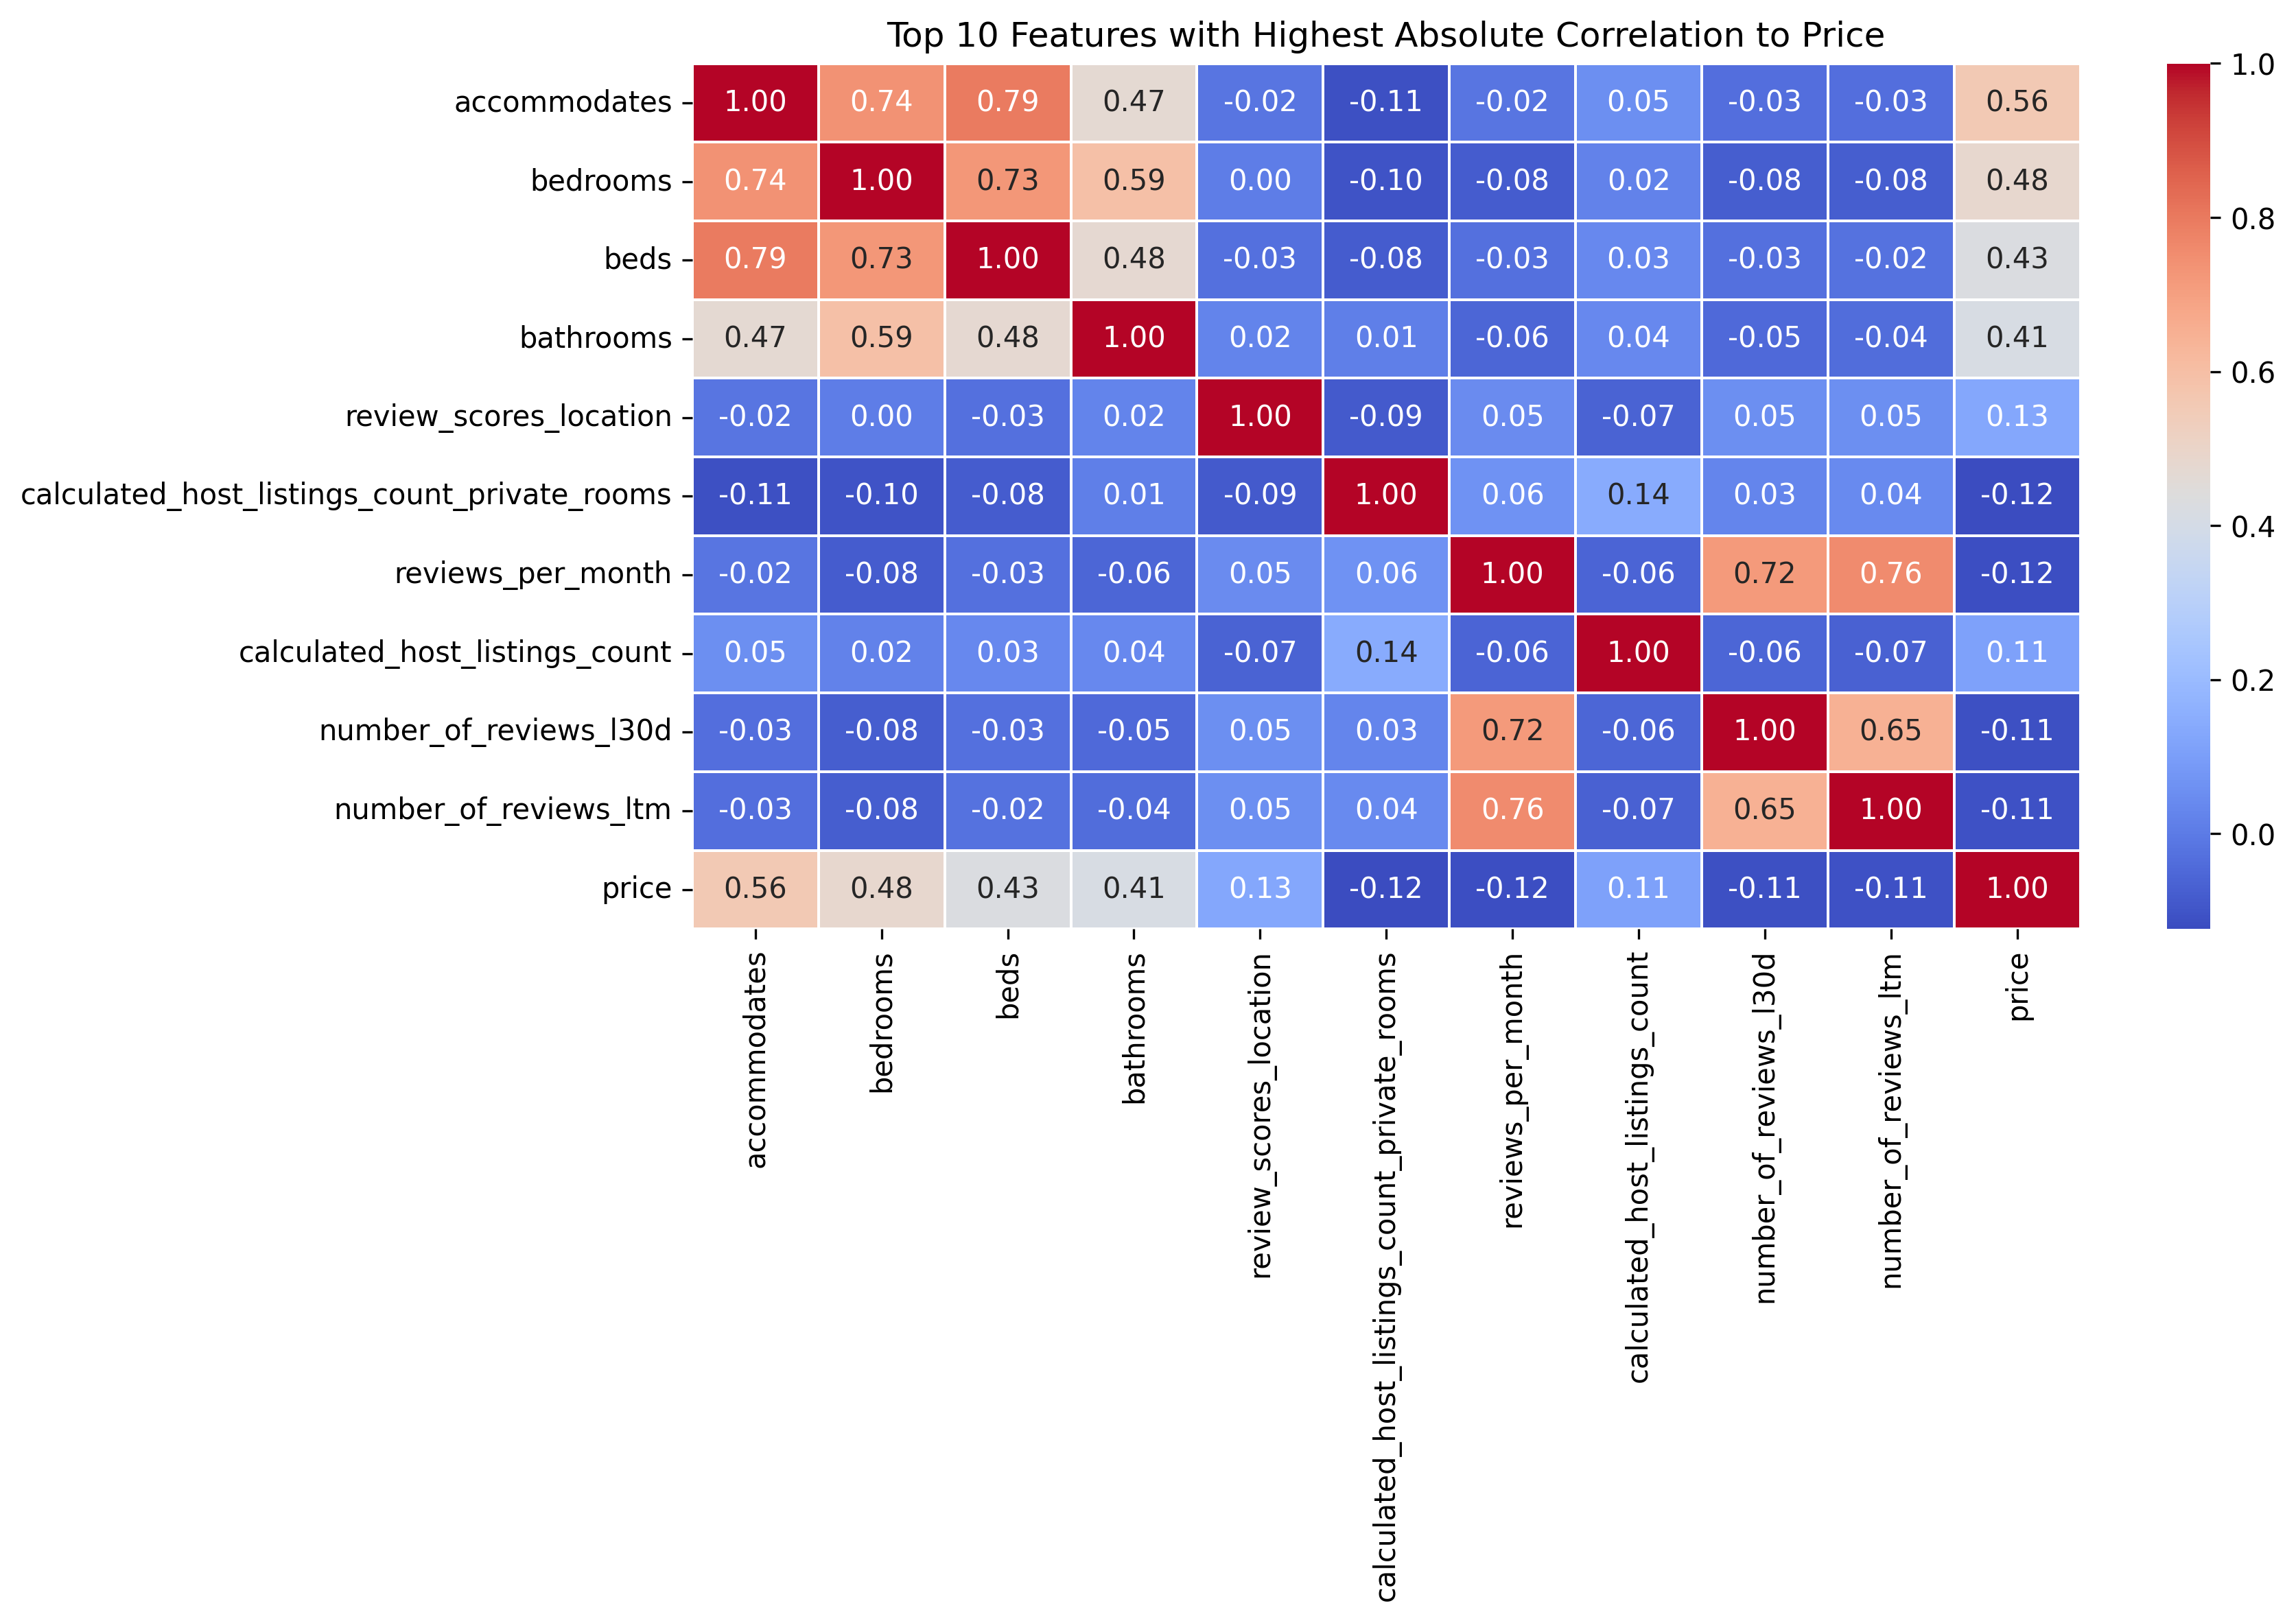 Top 10 Features with Highest Absolute Correlation to Price
accommodates 1.00 0.74 0.79 0.47 -0.02 -0.11 -0.02 0.05 -0.03 -0.03 0.56
bedrooms 0.74 1.00 0.73 0.59 0.00 -0.10 -0.08 0.02 -0.08 -0.08 0.48
beds 0.79 0.73 1.00 0.48 -0.03 -0.08 -0.03 0.03 -0.03 -0.02 0.43
bathrooms 0.47 0.59 0.48 1.00 0.02 0.01 -0.06 0.04 -0.05 -0.04 0.41
review_scores_location -0.02 0.00 -0.03 0.02 1.00 -0.09 0.05 -0.07 0.05 0.05 0.13
calculated_host_listings_count_private_rooms -0.11 -0.10 -0.08 0.01 -0.09 1.00 0.06 0.14 0.03 0.04 -0.12
reviews_per_month -0.02 -0.08 -0.03 -0.06 0.05 0.06 1.00 -0.06 0.72 0.76 -0.12
calculated_host_listings_count 0.05 0.02 0.03 0.04 -0.07 0.14 -0.06 1.00 -0.06 -0.07 0.11
number_of_reviews_l30d -0.03 -0.08 -0.03 -0.05 0.05 0.03 0.72 -0.06 1.00 0.65 -0.11
number_of_reviews_ltm -0.03 -0.08 -0.02 -0.04 0.05 0.04 0.76 -0.07 0.65 1.00 -0.11
price 0.56 0.48 0.43 0.41 0.13 -0.12 -0.12 0.11 -0.11 -0.11 1.00
accommodates
bedrooms
beds
bathrooms
review_scores_location
calculated_host_listings_count_private_rooms
reviews_per_month
calculated_host_listings_count
number_of_reviews_l30d
number_of_reviews_ltm
price
1.0
0.8
0.6
0.4
0.2
0.0